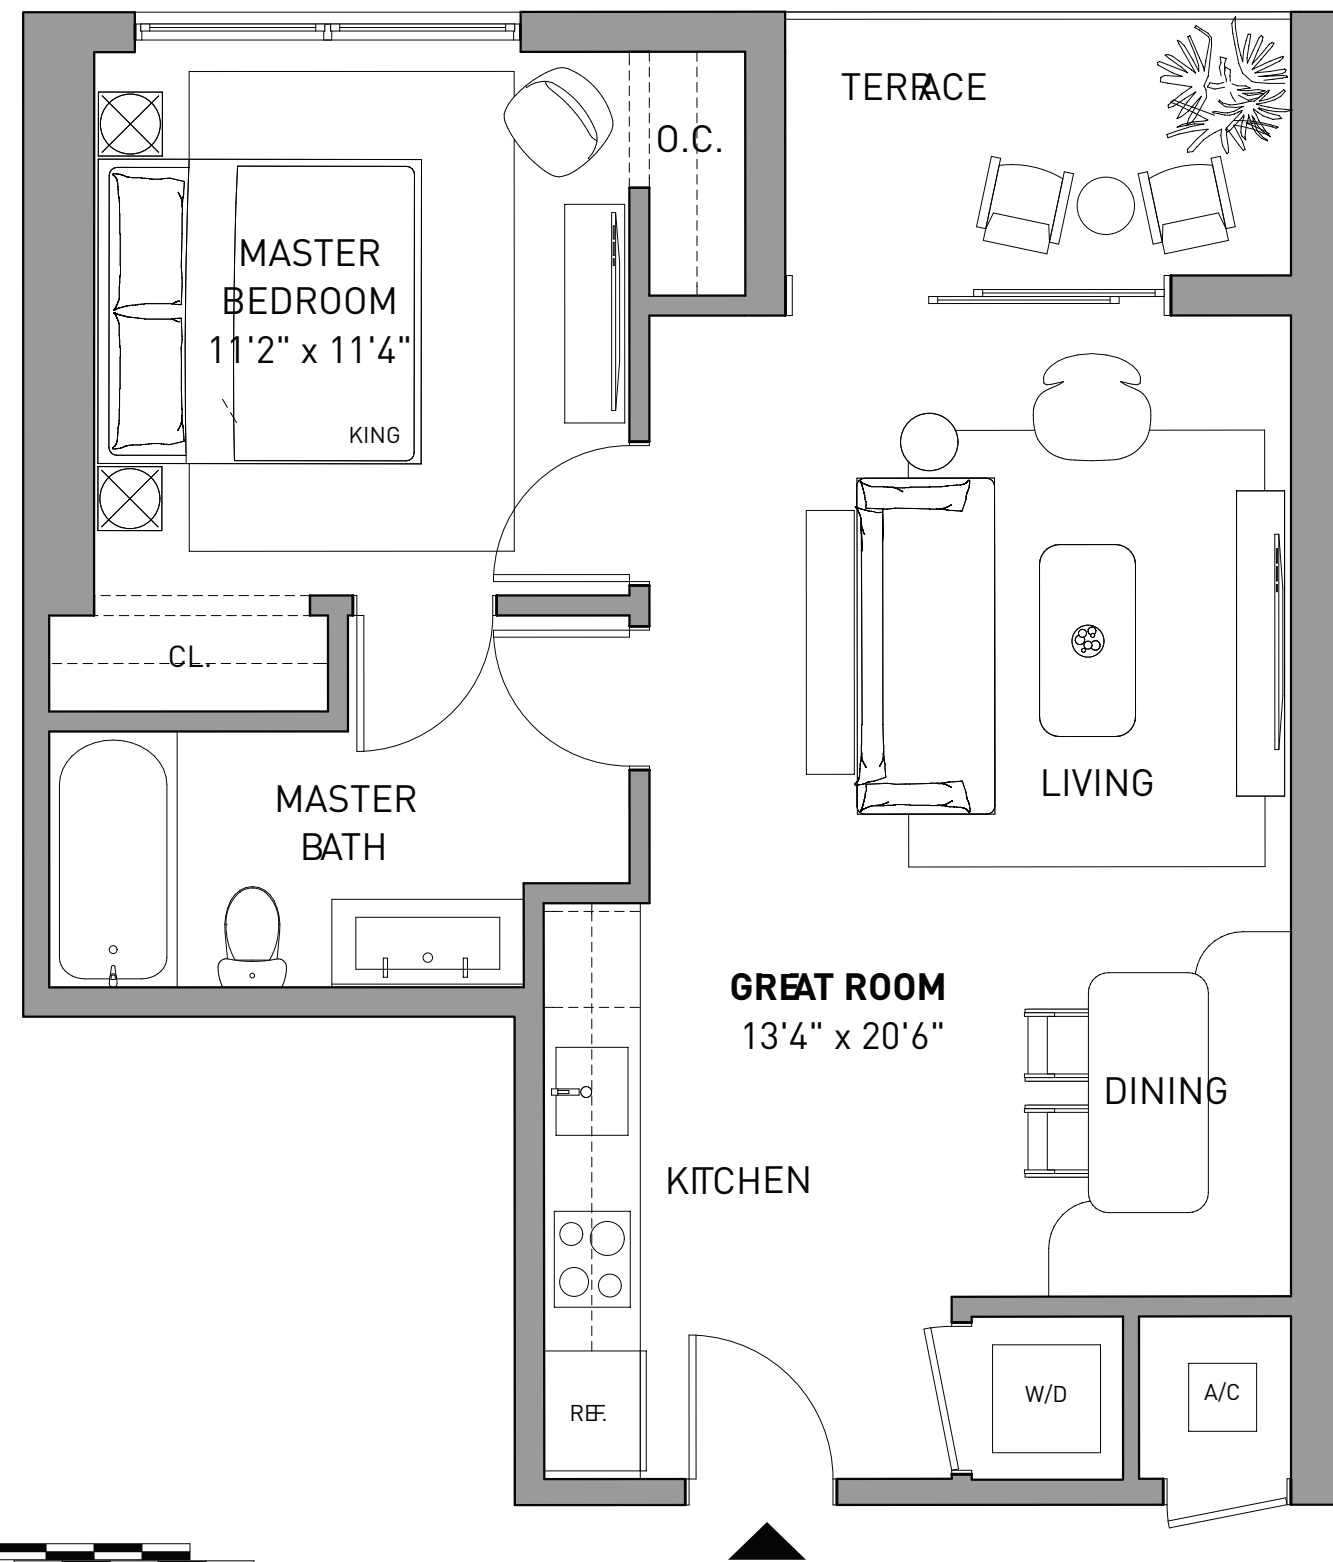 TERRACE
O.C.
MASTER
BEDROOM
11'2" x 11'4"
KING
CL.
LIVING
MASTER
BATH
GREAT ROOM
13'4" x 20'6"
DINING
KITCHEN
W/D
A/C
REF.